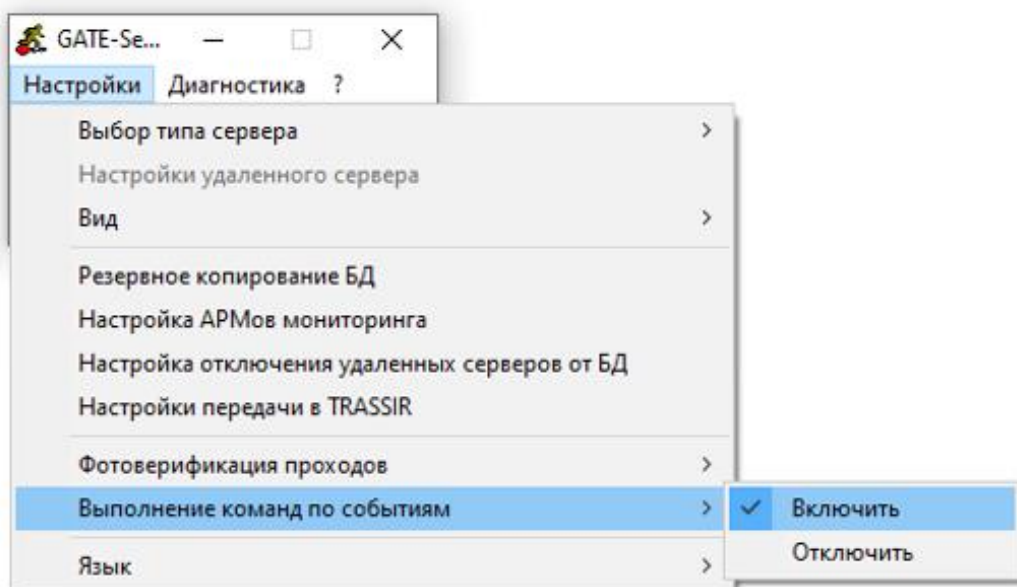 GATE-Se...
Настройки Диагностика ?
Выбор типа сервера
Настройки удаленного сервера
Вид
Резервное копирование БД
Настройка АРМов мониторинга
Настройка отключения удаленных серверов от БД
Настройки передачи в TRASSIR
Фотоверификация проходов
Выполнение команд по событиям
Включить
Отключить
Язык